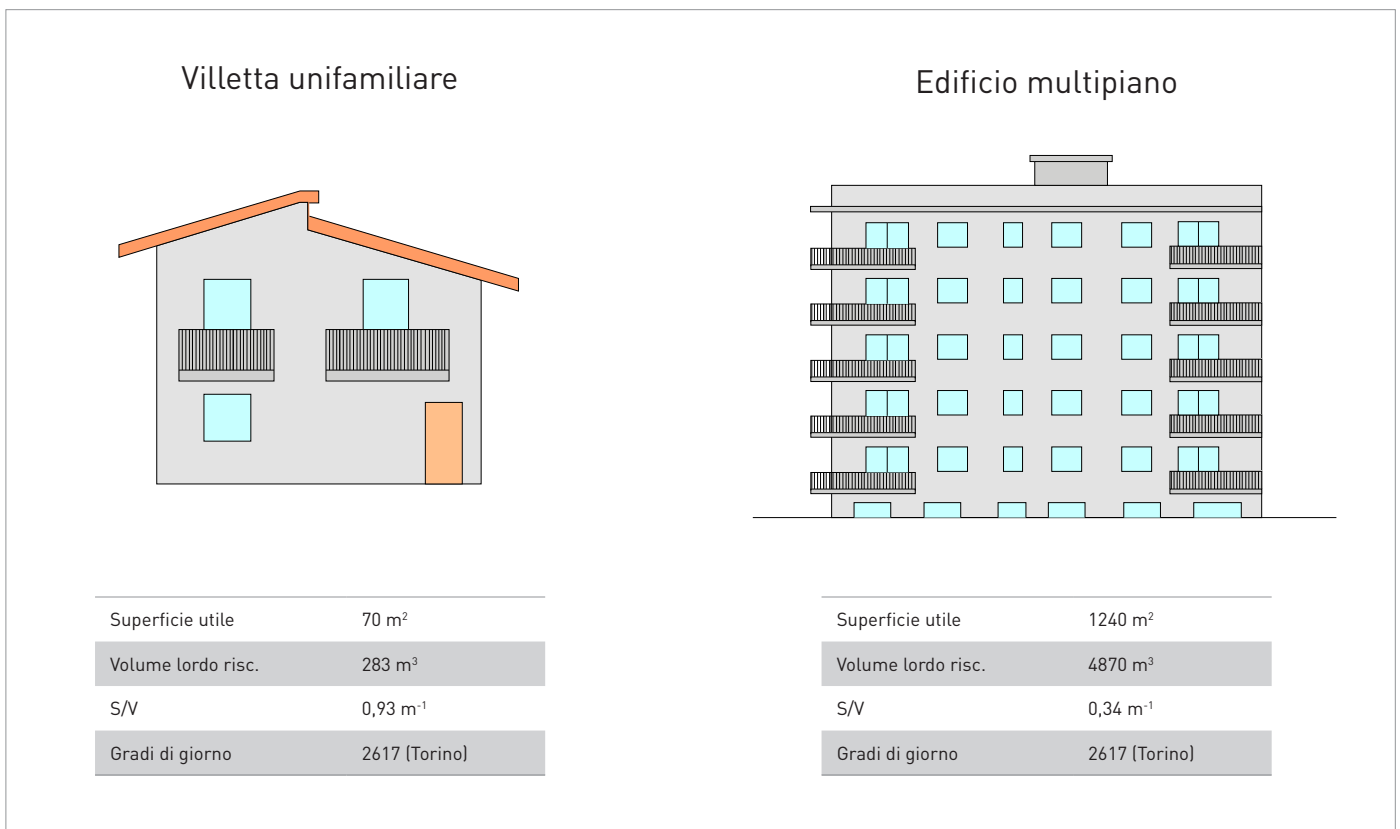 Villetta unifamiliare
Superficie utile 70 m²
Volume lordo risc. 283 m³
S/V 0,93 m⁻¹
Gradi di giorno 2617 (Torino)
Edificio multipiano
Superficie utile 1240 m²
Volume lordo risc. 4870 m³
S/V 0,34 m⁻¹
Gradi di giorno 2617 (Torino)